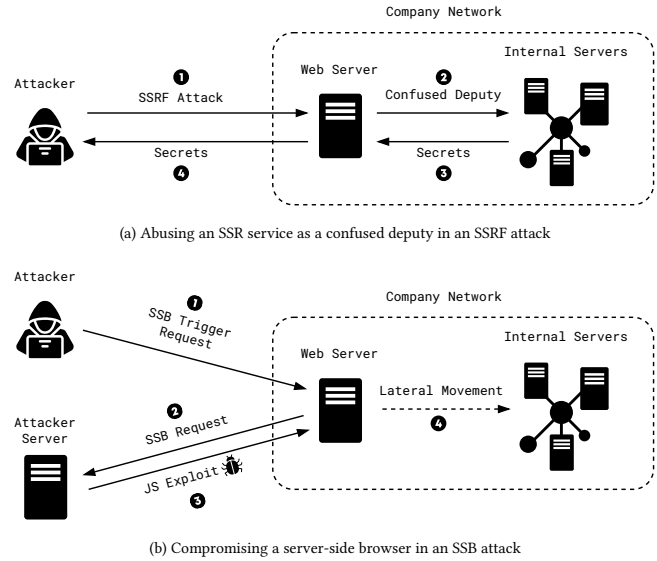 Company Network
Internal Servers
Attacker
Web Server
1
SSRF Attack
2
Confused Deputy
Secrets
4
Secrets
3
(a) Abusing an SSR service as a confused deputy in an SSRF attack
Attacker
1
SSB Trigger
Request
Company Network
Internal Servers
Web Server
Lateral Movement
4
Attacker
Server
2
SSB Request
JS Exploit
3
(b) Compromising a server-side browser in an SSB attack